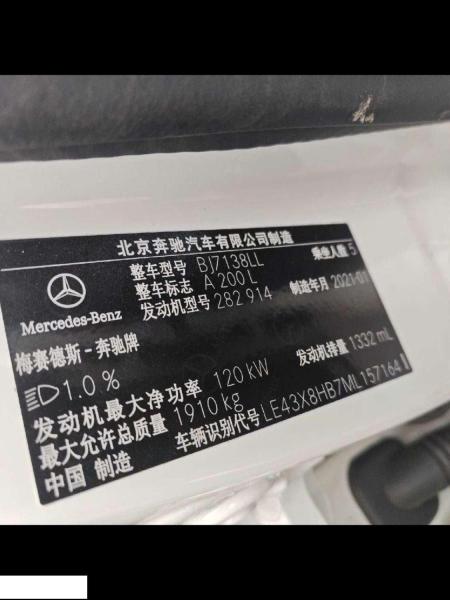 北京奔驰汽车有限公司制造
整车型号 BJ7138LL 乘坐人数 5
整车标志 A 200 L
发动机型号 282 914 制造年月 2021-01
Mercedes-Benz
梅赛德斯-奔驰牌
1.0 % 发动机排量 1332 mL
发动机最大净功率 120 kW
最大允许总质量 1910 kg
中国 制造 车辆识别代号 LE43X8HB7ML157164